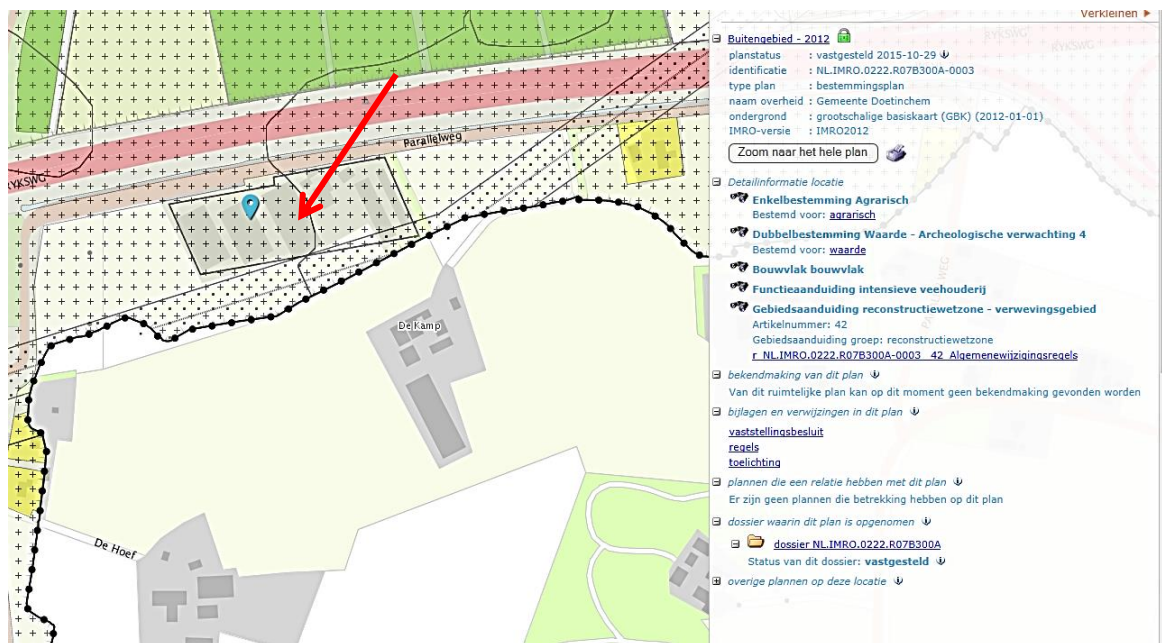 Verkleinen
Buitengebied - 2012
planstatus : vastgesteld 2015-10-29
identificatie : NL.IMRO.0222.R07B300A-0003
type plan : bestemmingsplan
naam overheid : Gemeente Doetinchem
ondergrond : grootschalige basiskaart (GBK) (2012-01-01)
IMRO-versie : IMRO2012
Zoom naar het hele plan
Detailinformatie locatie
Enkelbestemming Agrarisch
Bestemd voor: agrarisch
Dubbelbestemming Waarde - Archeologische verwachting 4
Bestemd voor: waarde
Bouwvlak bouwvlak
Functieaanduiding intensieve veehouderij
Gebiedsaanduiding reconstructiewetzone - verwevingsgebied
Artikelnummer: 42
Gebiedsaanduiding groep: reconstructiewetzone
r_NL.IMRO.0222.R07B300A-0003_ 42_Algemenewijzigingsregels
bekendmaking van dit plan
Van dit ruimtelijke plan kan op dit moment geen bekendmaking gevonden worden
bijlagen en verwijzingen in dit plan
vaststellingsbesluit
regels
toelichting
plannen die een relatie hebben met dit plan
Er zijn geen plannen die betrekking hebben op dit plan
dossier waarin dit plan is opgenomen
dossier NL.IMRO.0222.R07B300A
Status van dit dossier: vastgesteld
overige plannen op deze locatie
Parallelweg
RYKSWG
De Kamp
De Hoef
RYKSWG
RYKSWG